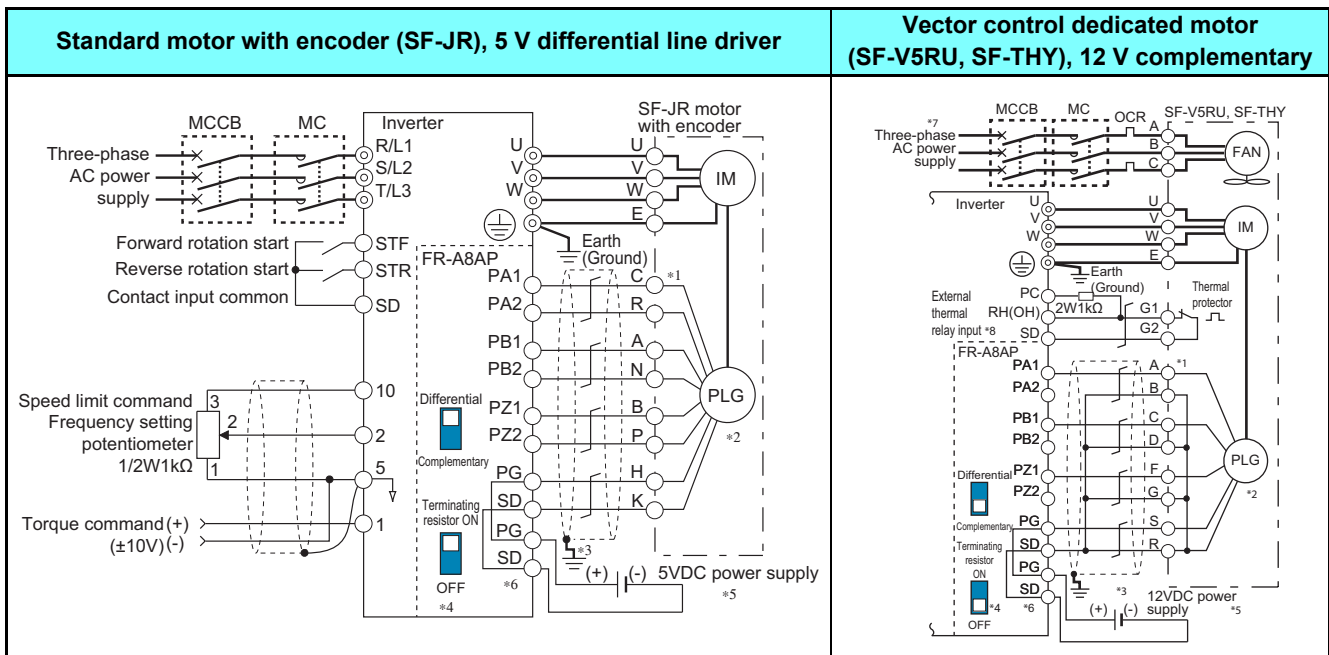 Standard motor with encoder (SF-JR), 5 V differential line driver
MCCB
MC
Inverter
SF-JR motor
with encoder
Three-phase
AC power
supply
R/L1
S/L2
T/L3
U
V
W
U
V
W
E
IM
Earth
(Ground)
Forward rotation start
Reverse rotation start
Contact input common
STF
STR
SD
FR-A8AP
PA1
PA2
PB1
PB2
PZ1
PZ2
PG
SD
PG
SD
C
R
A
N
B
P
H
K
*1
PLG
*2
Differential
Complementary
Terminating
resistor ON
OFF
*4
*6
*3
(+)
(-)
5VDC power supply
*5
Speed limit command
Frequency setting
potentiometer
1/2W1kΩ
3
2
1
10
2
5
1
Torque command (+)
(±10V) (-)
Vector control dedicated motor
(SF-V5RU, SF-THY), 12 V complementary
MCCB
MC
OCR
SF-V5RU, SF-THY
*7
Three-phase
AC power
supply
A
B
C
FAN
Inverter
U
V
W
U
V
W
E
IM
Earth
(Ground)
External
thermal
relay input *8
PC
RH(OH)
SD
2W1kΩ
G1
G2
Thermal
protector
FR-A8AP
PA1
PA2
PB1
PB2
PZ1
PZ2
PG
SD
PG
SD
A
B
C
D
F
G
S
R
*1
PLG
*2
Differential
Complementary
Terminating
resistor
ON
*4
OFF
*6
*3
(+)
(-)
12VDC power
supply
*5